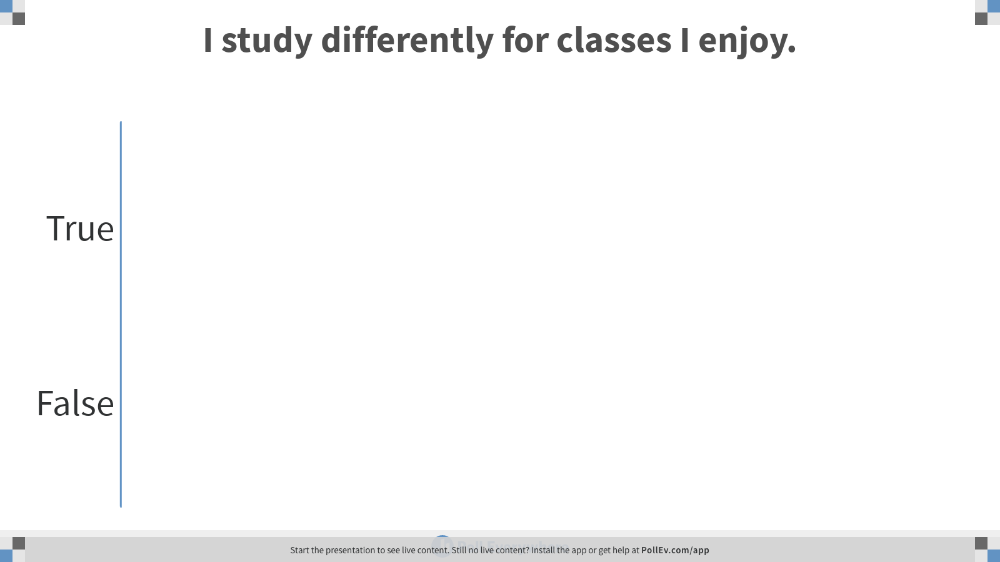 I study differently for classes I enjoy.
True
False
Start the presentation to see live content. Still no live content? Install the app or get help at PollEv.com/app